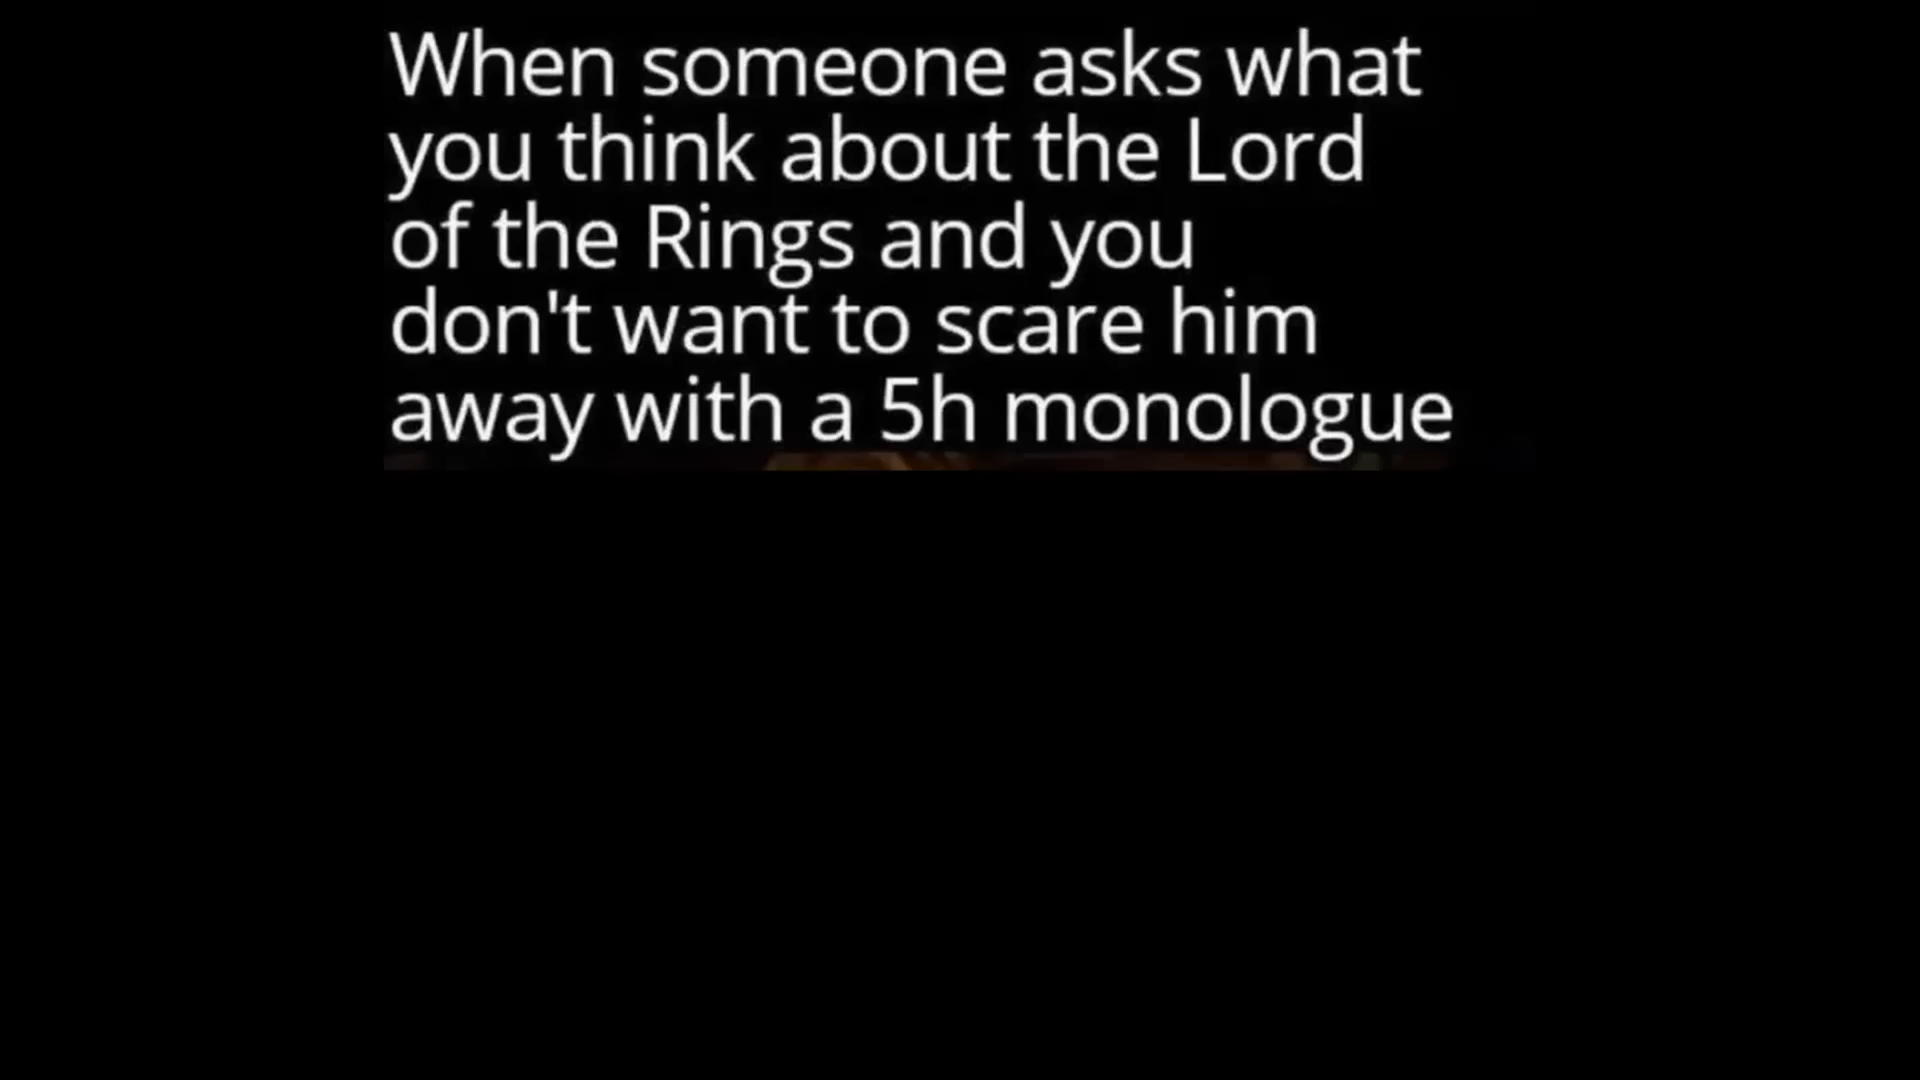 When someone asks what
you think about the Lord
of the Rings and you
don't want to scare him
away with a 5h monologue